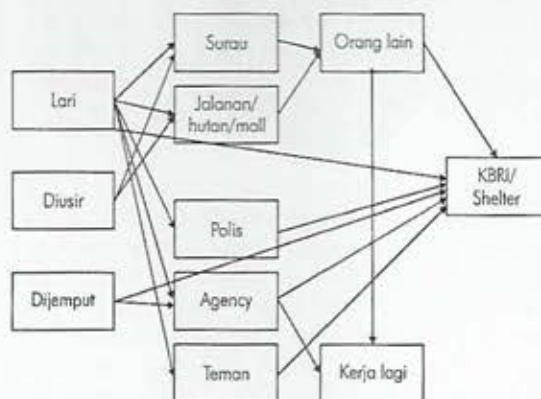 Surau
Orang lain
Lari
Jalanan/
hutan/mall
KBRI/
Shelter
Diusir
Polis
Dijemput
Agency
Teman
Kerja lagi